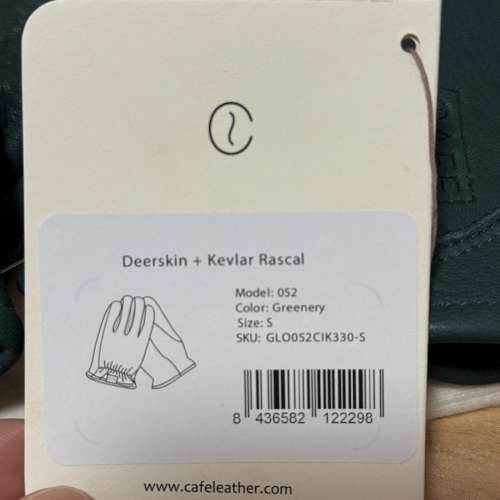 Deerskin + Kevlar Rascal
Model: 052
Color: Greenery
Size: S
SKU: GLO052CIK330-S
8 436582 122298
www.cafeleather.com